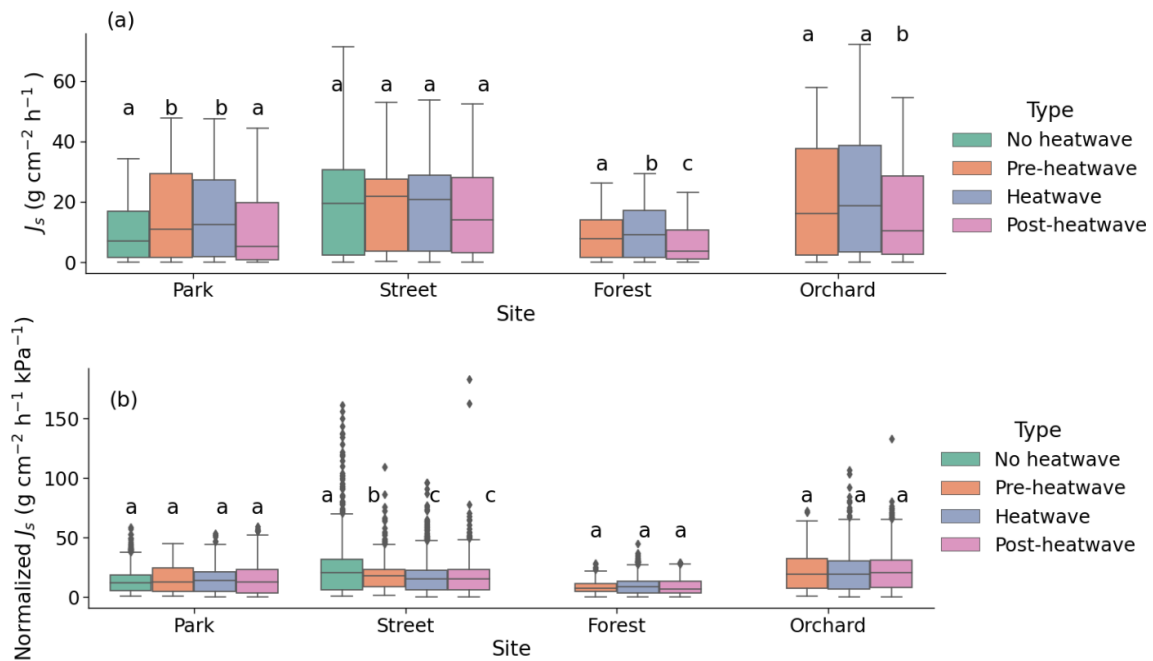 (a)
J_s (g cm⁻² h⁻¹ )
60
40
20
0
a b b a
a a a a
a b c
a a b
Park Street Forest Orchard
Site
Type
No heatwave
Pre-heatwave
Heatwave
Post-heatwave
(b)
Normalized J_s (g cm⁻² h⁻¹ kPa⁻¹)
150
100
50
0
a a a a
a b c c
a a a
a a a
Park Street Forest Orchard
Site
Type
No heatwave
Pre-heatwave
Heatwave
Post-heatwave